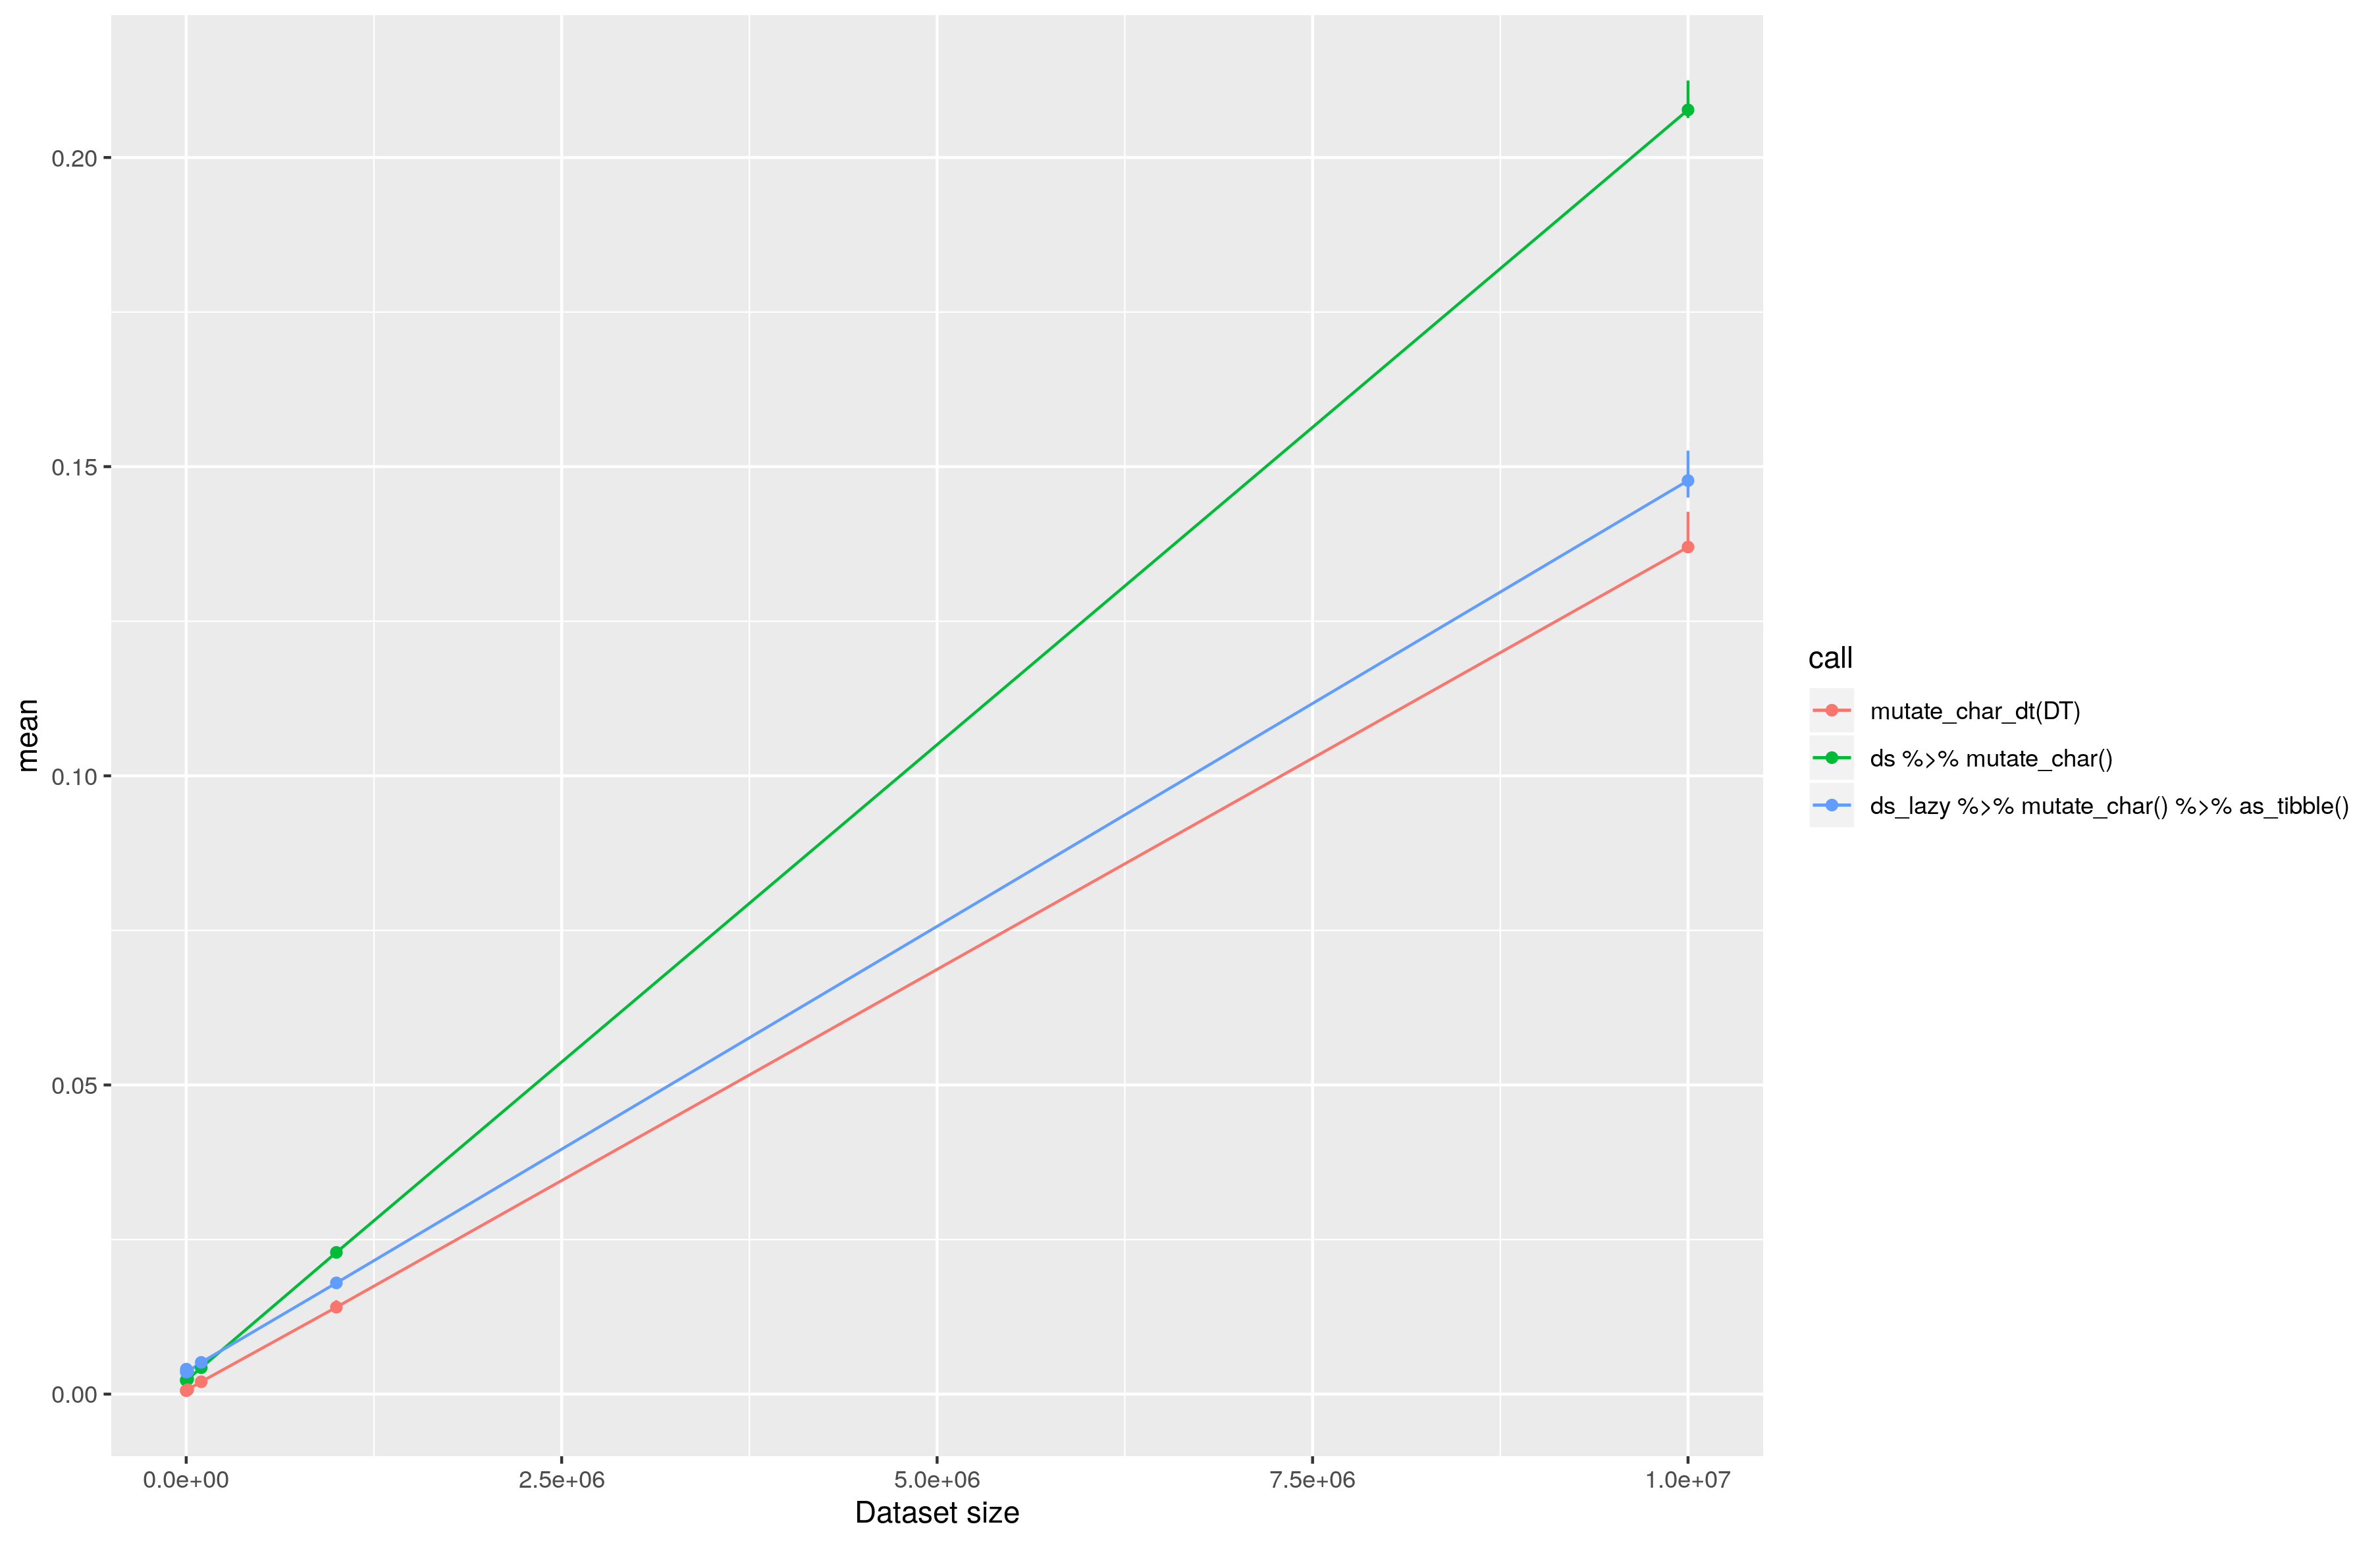 0.20
0.15
0.10
0.05
0.00
mean
0.0e+00
2.5e+06
5.0e+06
7.5e+06
1.0e+07
Dataset size
call
mutate_char_dt(DT)
ds %>% mutate_char()
ds_lazy %>% mutate_char() %>% as_tibble()